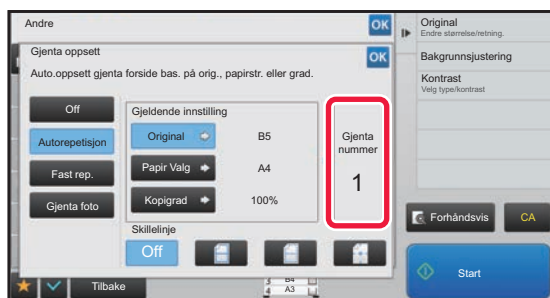 Andre
OK
Gjenta oppsett
OK
Auto.oppsett gjenta forside bas. på orig., papirstr. eller grad.
Off
Autorepetisjon
Fast rep.
Gjenta foto
Gjeldende innstilling
Original
B5
Papir Valg
A4
Kopigrad
100%
Gjenta
nummer
1
Skillelinje
Off
Tilbake
3 B4
4 A3
Original
Endre størrelse/retning.
Bakgrunnsjustering
Kontrast
Velg type/kontrast
Forhåndsvis
CA
Start